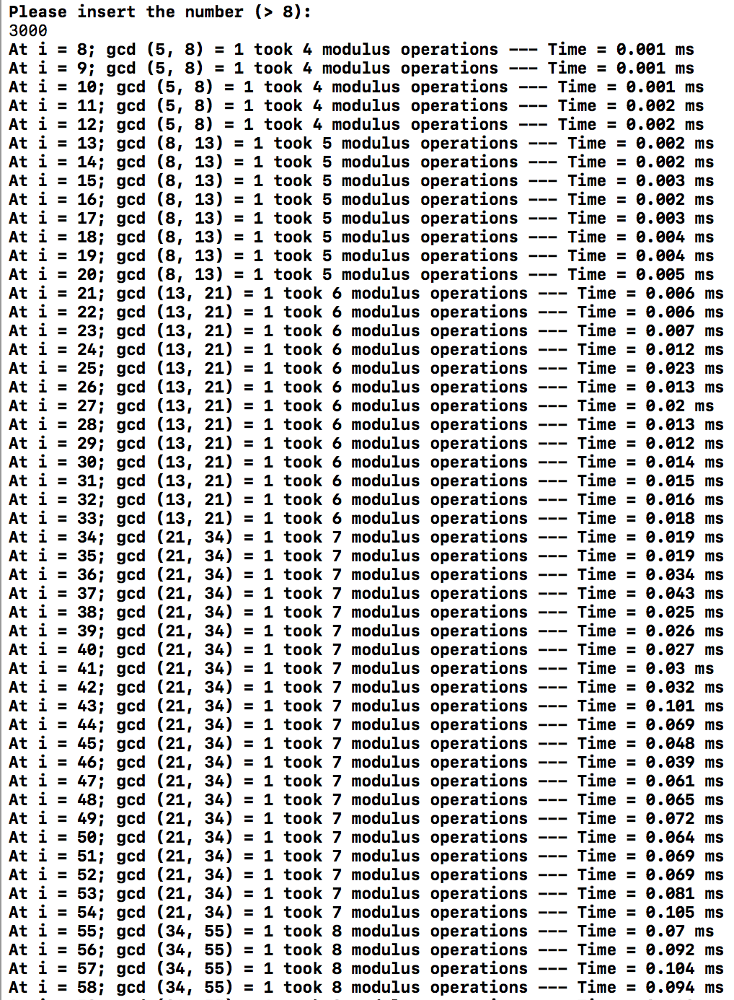 Please insert the number (> 8):
3000
At i = 8; gcd (5, 8) = 1 took 4 modulus operations --- Time = 0.001 ms
At i = 9; gcd (5, 8) = 1 took 4 modulus operations --- Time = 0.001 ms
At i = 10; gcd (5, 8) = 1 took 4 modulus operations --- Time = 0.001 ms
At i = 11; gcd (5, 8) = 1 took 4 modulus operations --- Time = 0.002 ms
At i = 12; gcd (5, 8) = 1 took 4 modulus operations --- Time = 0.002 ms
At i = 13; gcd (8, 13) = 1 took 5 modulus operations --- Time = 0.002 ms
At i = 14; gcd (8, 13) = 1 took 5 modulus operations --- Time = 0.002 ms
At i = 15; gcd (8, 13) = 1 took 5 modulus operations --- Time = 0.003 ms
At i = 16; gcd (8, 13) = 1 took 5 modulus operations --- Time = 0.002 ms
At i = 17; gcd (8, 13) = 1 took 5 modulus operations --- Time = 0.003 ms
At i = 18; gcd (8, 13) = 1 took 5 modulus operations --- Time = 0.004 ms
At i = 19; gcd (8, 13) = 1 took 5 modulus operations --- Time = 0.004 ms
At i = 20; gcd (8, 13) = 1 took 5 modulus operations --- Time = 0.005 ms
At i = 21; gcd (13, 21) = 1 took 6 modulus operations --- Time = 0.006 ms
At i = 22; gcd (13, 21) = 1 took 6 modulus operations --- Time = 0.006 ms
At i = 23; gcd (13, 21) = 1 took 6 modulus operations --- Time = 0.007 ms
At i = 24; gcd (13, 21) = 1 took 6 modulus operations --- Time = 0.012 ms
At i = 25; gcd (13, 21) = 1 took 6 modulus operations --- Time = 0.023 ms
At i = 26; gcd (13, 21) = 1 took 6 modulus operations --- Time = 0.013 ms
At i = 27; gcd (13, 21) = 1 took 6 modulus operations --- Time = 0.02 ms
At i = 28; gcd (13, 21) = 1 took 6 modulus operations --- Time = 0.013 ms
At i = 29; gcd (13, 21) = 1 took 6 modulus operations --- Time = 0.012 ms
At i = 30; gcd (13, 21) = 1 took 6 modulus operations --- Time = 0.014 ms
At i = 31; gcd (13, 21) = 1 took 6 modulus operations --- Time = 0.015 ms
At i = 32; gcd (13, 21) = 1 took 6 modulus operations --- Time = 0.016 ms
At i = 33; gcd (13, 21) = 1 took 6 modulus operations --- Time = 0.018 ms
At i = 34; gcd (21, 34) = 1 took 7 modulus operations --- Time = 0.019 ms
At i = 35; gcd (21, 34) = 1 took 7 modulus operations --- Time = 0.019 ms
At i = 36; gcd (21, 34) = 1 took 7 modulus operations --- Time = 0.034 ms
At i = 37; gcd (21, 34) = 1 took 7 modulus operations --- Time = 0.043 ms
At i = 38; gcd (21, 34) = 1 took 7 modulus operations --- Time = 0.025 ms
At i = 39; gcd (21, 34) = 1 took 7 modulus operations --- Time = 0.026 ms
At i = 40; gcd (21, 34) = 1 took 7 modulus operations --- Time = 0.027 ms
At i = 41; gcd (21, 34) = 1 took 7 modulus operations --- Time = 0.03 ms
At i = 42; gcd (21, 34) = 1 took 7 modulus operations --- Time = 0.032 ms
At i = 43; gcd (21, 34) = 1 took 7 modulus operations --- Time = 0.101 ms
At i = 44; gcd (21, 34) = 1 took 7 modulus operations --- Time = 0.069 ms
At i = 45; gcd (21, 34) = 1 took 7 modulus operations --- Time = 0.048 ms
At i = 46; gcd (21, 34) = 1 took 7 modulus operations --- Time = 0.039 ms
At i = 47; gcd (21, 34) = 1 took 7 modulus operations --- Time = 0.061 ms
At i = 48; gcd (21, 34) = 1 took 7 modulus operations --- Time = 0.065 ms
At i = 49; gcd (21, 34) = 1 took 7 modulus operations --- Time = 0.072 ms
At i = 50; gcd (21, 34) = 1 took 7 modulus operations --- Time = 0.064 ms
At i = 51; gcd (21, 34) = 1 took 7 modulus operations --- Time = 0.069 ms
At i = 52; gcd (21, 34) = 1 took 7 modulus operations --- Time = 0.069 ms
At i = 53; gcd (21, 34) = 1 took 7 modulus operations --- Time = 0.081 ms
At i = 54; gcd (21, 34) = 1 took 7 modulus operations --- Time = 0.105 ms
At i = 55; gcd (34, 55) = 1 took 8 modulus operations --- Time = 0.07 ms
At i = 56; gcd (34, 55) = 1 took 8 modulus operations --- Time = 0.092 ms
At i = 57; gcd (34, 55) = 1 took 8 modulus operations --- Time = 0.104 ms
At i = 58; gcd (34, 55) = 1 took 8 modulus operations --- Time = 0.094 ms